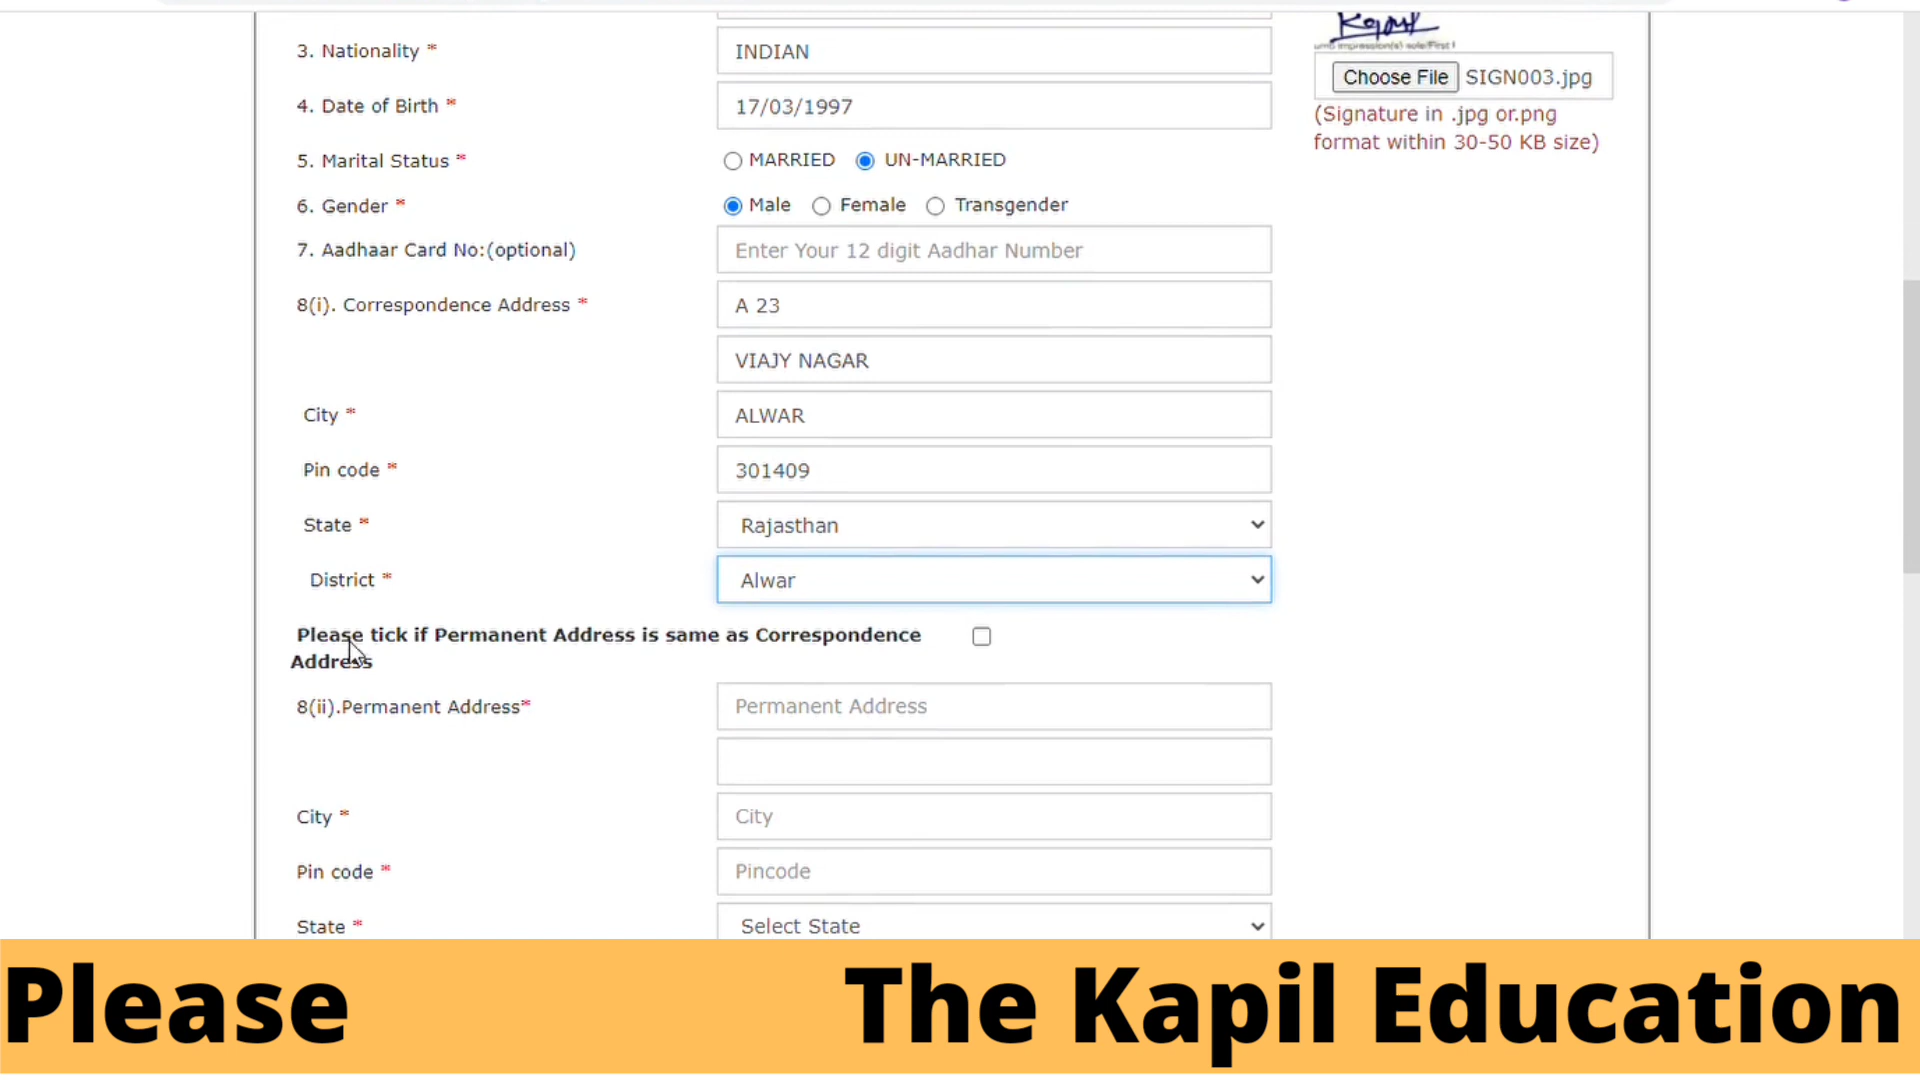 3. Nationality * INDIAN
umb impression(s) sole/First I
Choose File SIGN003.jpg
4. Date of Birth * 17/03/1997
(Signature in .jpg or.png
format within 30-50 KB size)
5. Marital Status * MARRIED UN-MARRIED
6. Gender * Male Female Transgender
7. Aadhaar Card No:(optional) Enter Your 12 digit Aadhar Number
8(i). Correspondence Address * A 23
VIAJY NAGAR
City * ALWAR
Pin code * 301409
State * Rajasthan
District * Alwar
Please tick if Permanent Address is same as Correspondence
Address
8(ii).Permanent Address* Permanent Address
City * City
Pin code * Pincode
State * Select State
Please The Kapil Education